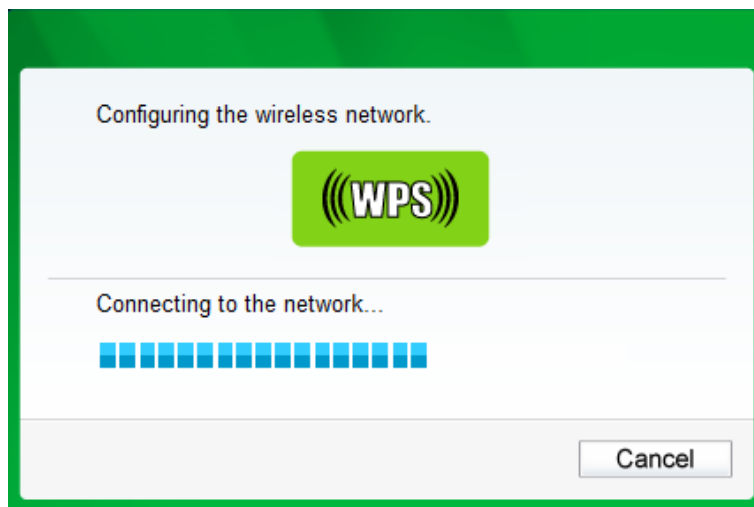 Configuring the wireless network.
(((WPS)))
Connecting to the network...
Cancel